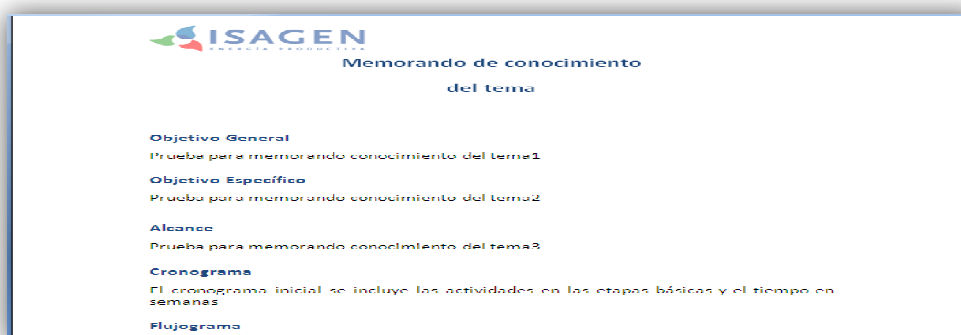 ISAGEN
ENERGÍA PRODUCTIVA
Memorando de conocimiento
del tema
Objetivo General
Prueba para memorando conocimiento del tema1
Objetivo Específico
Prueba para memorando conocimiento del tema2
Alcance
Prueba para memorando conocimiento del tema3
Cronograma
El cronograma inicial se incluye las actividades en las etapas básicas y el tiempo en
semanas
Flujograma